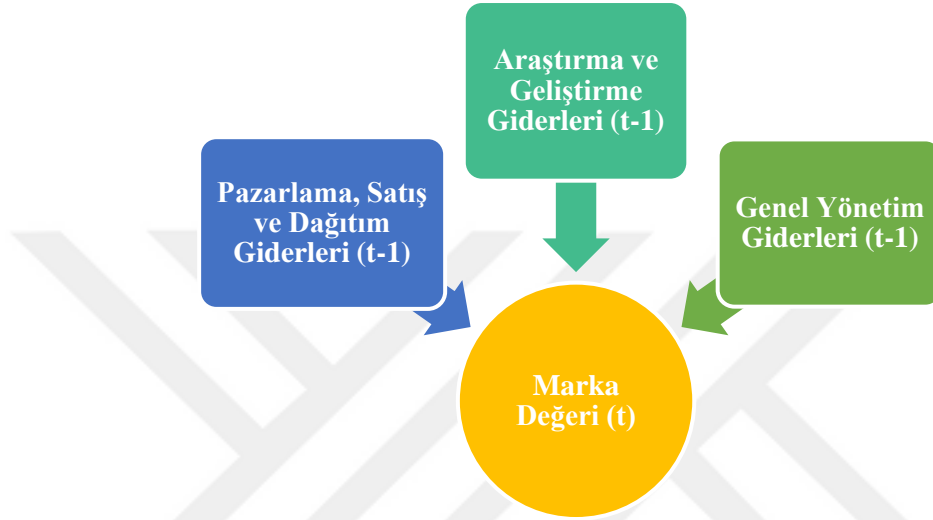 Araştırma ve
Geliştirme
Giderleri (t-1)
Pazarlama, Satış
ve Dağıtım
Giderleri (t-1)
Genel Yönetim
Giderleri (t-1)
Marka
Değeri (t)